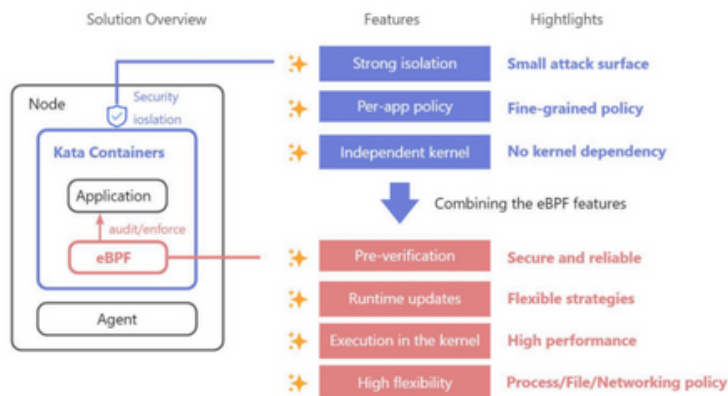 Solution Overview
Features
Hightlights
Node
Security
ioslation
Kata Containers
Application
audit/enforce
eBPF
Agent
Strong isolation
Small attack surface
Per-app policy
Fine-grained policy
Independent kernel
No kernel dependency
Combining the eBPF features
Pre-verification
Secure and reliable
Runtime updates
Flexible strategies
Execution in the kernel
High performance
High flexibility
Process/File/Networking policy